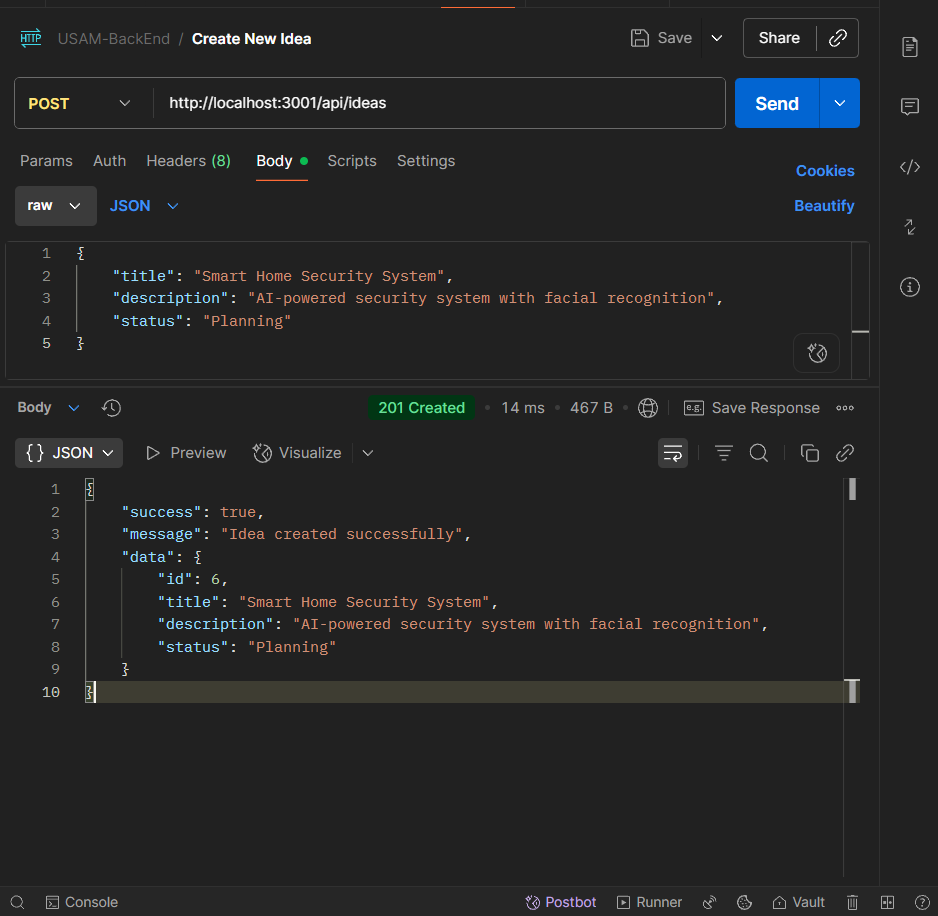 HTTP USAM-BackEnd / Create New Idea Save Share
POST http://localhost:3001/api/ideas Send
Params Auth Headers (8) Body Scripts Settings Cookies
raw JSON Beautify
1 {
2 "title": "Smart Home Security System",
3 "description": "AI-powered security system with facial recognition",
4 "status": "Planning"
5 }
Body 201 Created • 14 ms • 467 B • e.g. Save Response
{} JSON Preview Visualize
1 {
2 "success": true,
3 "message": "Idea created successfully",
4 "data": {
5 "id": 6,
6 "title": "Smart Home Security System",
7 "description": "AI-powered security system with facial recognition",
8 "status": "Planning"
9 }
10 }
Console Postbot Runner Vault